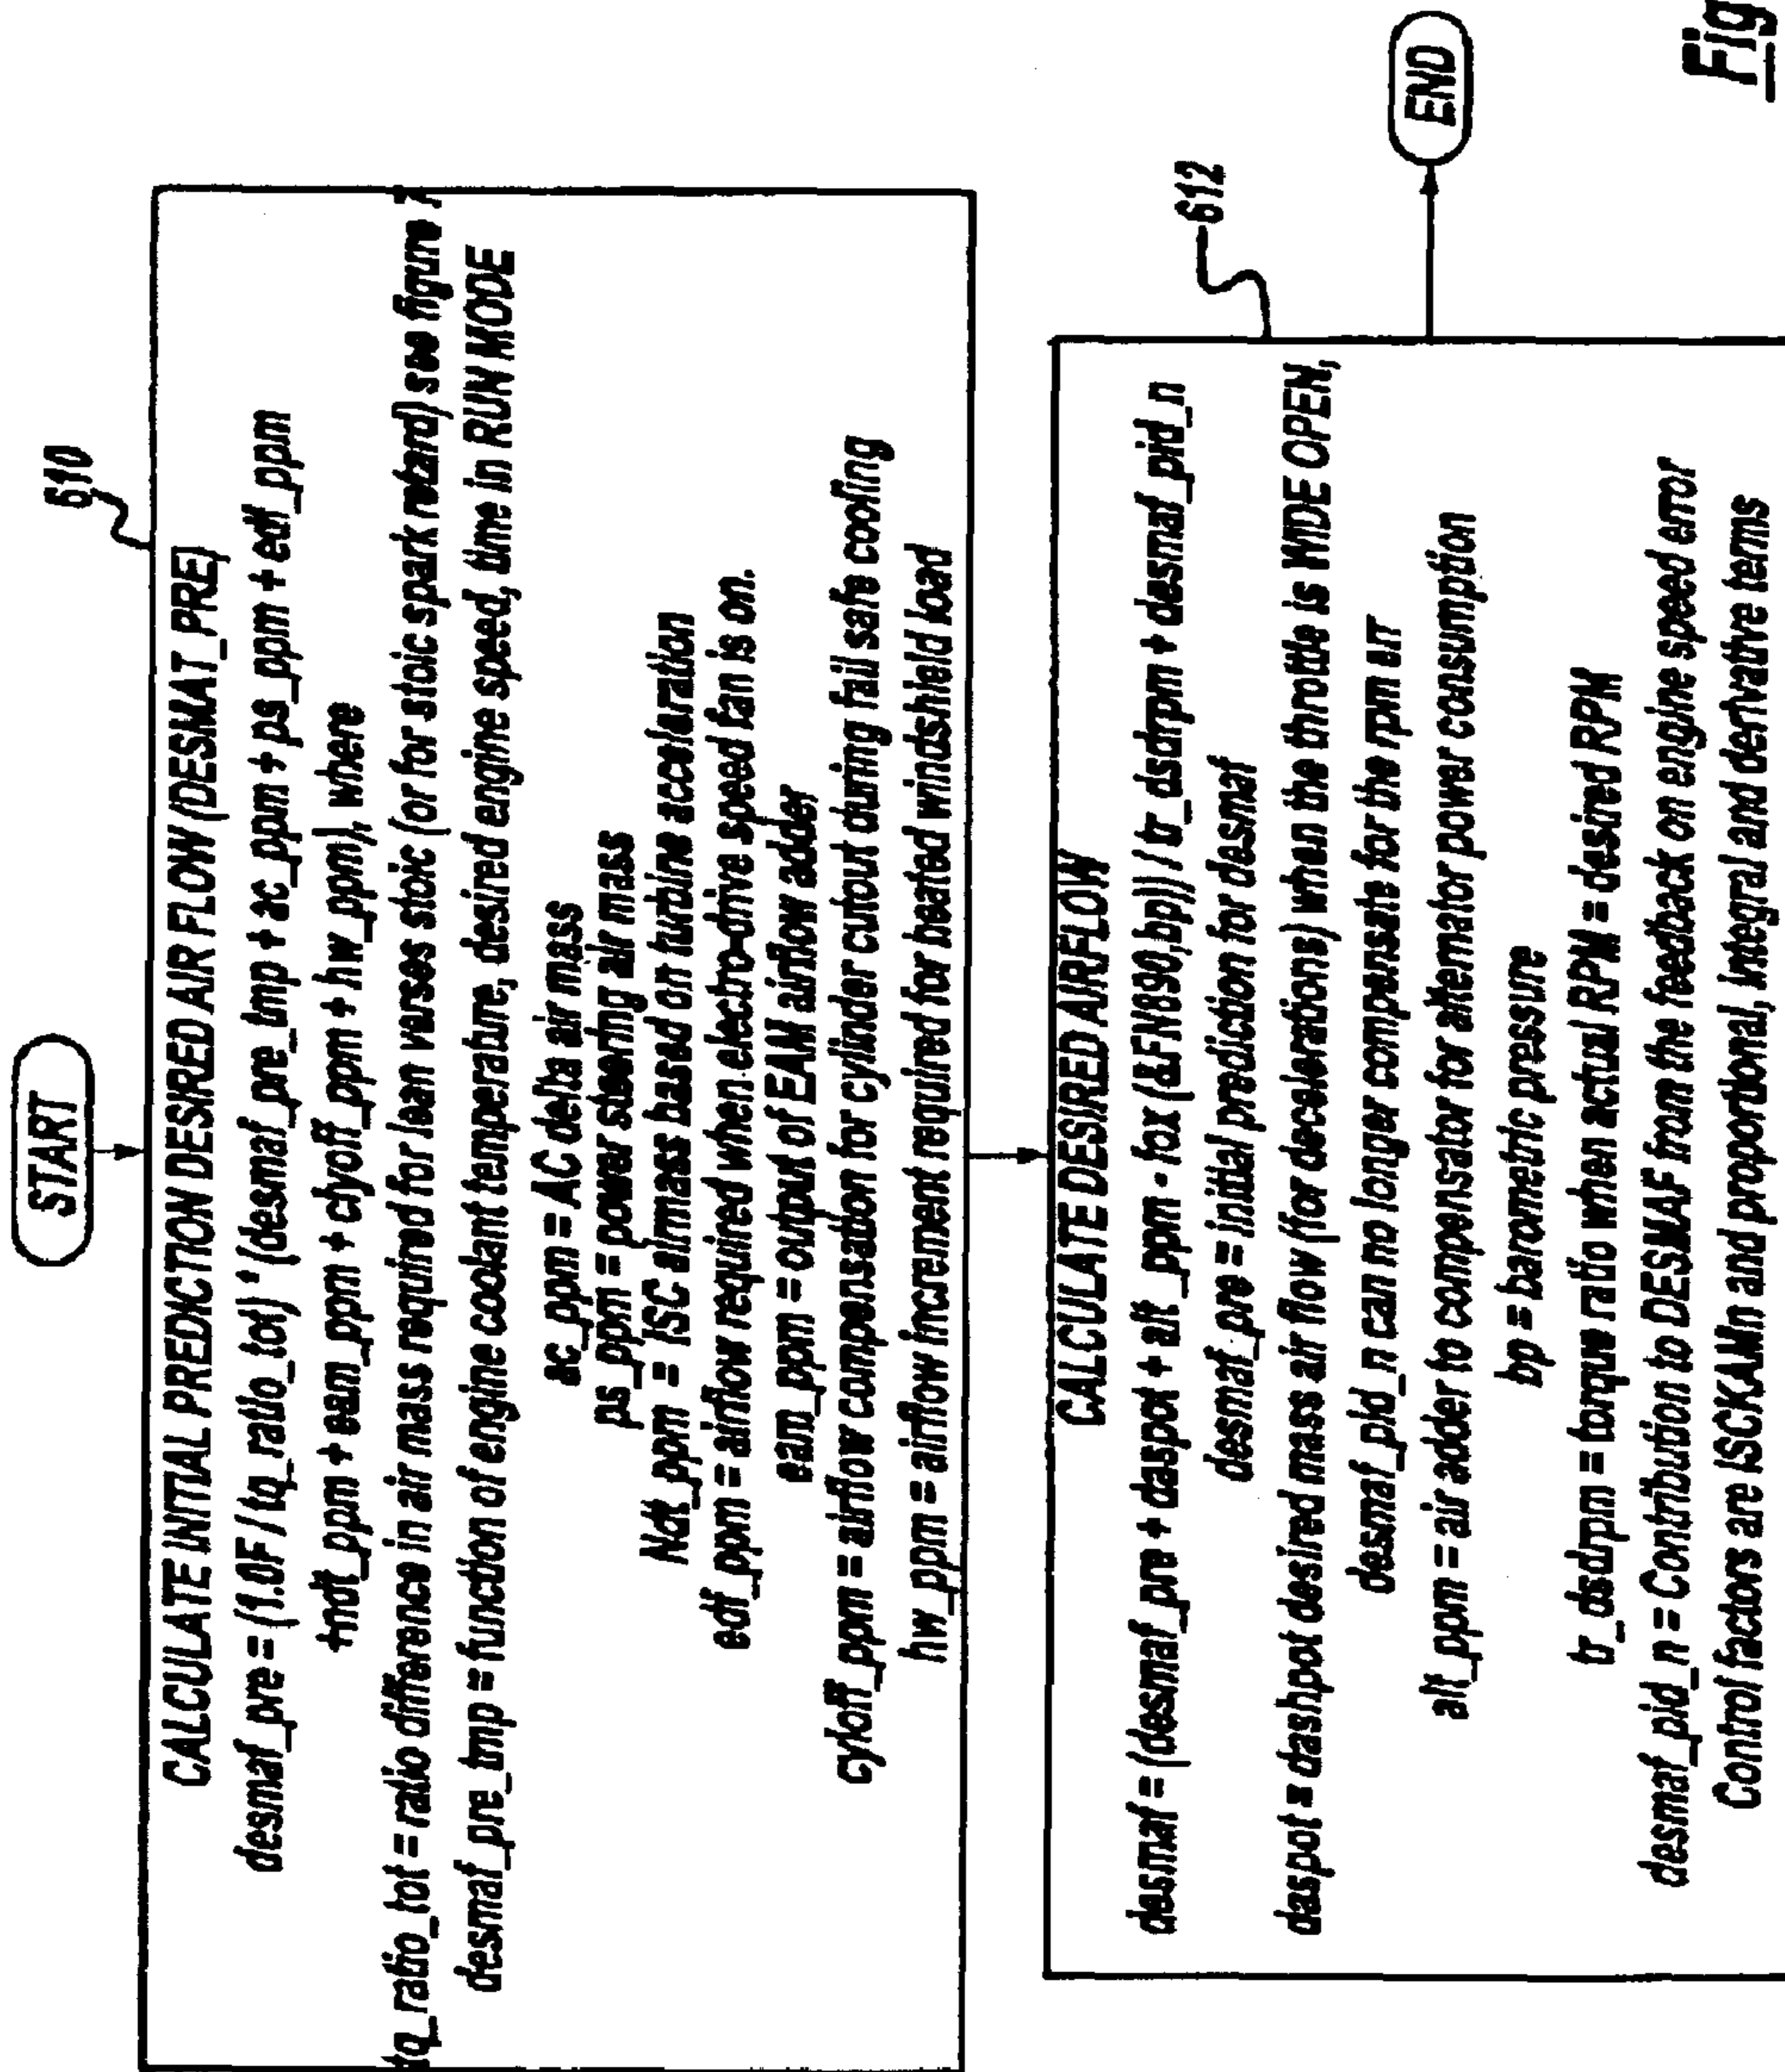 START
610
CALCULATE INITIAL PREDICTION DESIRED AIR FLOW (DESMAT_PRE)
desmaf_pre = (1.0F / tq_ratio_tot) * (desmaf_pre_tmp + ac_ppm + ps_ppm + edf_ppm
+ndt_ppm + eam_ppm + clyoff_ppm + hw_ppm), where
tq_ratio_tot = ratio difference in air mass required for lean verses stoic (or for stoic spark retard) see figure 7
desmaf_pre_tmp = function of engine coolant temperature, desired engine speed, time in RUN MODE
ac_ppm = AC delta air mass
ps_ppm = power steering air mass
Ndt_ppm = ISC airmass based on turbine acceleration
edf_ppm = airflow required when electro-drive speed fan is on.
eam_ppm = output of EAM airflow adder
cyloff_ppm = airflow compensation for cylinder cutout during fail safe cooling
hw_ppm = airflow increment required for heated windshield load
612
CALCULATE DESIRED AIRFLOW
desmaf = (desmaf_pre + daspot + alt_ppm - fox (&FN890,bp)) / tr_dsdrpm + desmaf_pid_n
desmaf_pre = initial prediction for desmaf
daspot = dashpot desired mass air flow (for decelerations) when the throttle is WIDE OPEN,
desmaf_pid_n can no longer compensate for the rpm err
alt_ppm = air adder to compensator for alternator power consumption
bp = barometric pressure
tr_dsdrpm = torque ratio when actual RPM = desired RPM
desmaf_pid_n = Contribution to DESMAF from the feedback on engine speed error
Control factors are ISCKAMn and proportional, integral and derivative terms
END
Fig